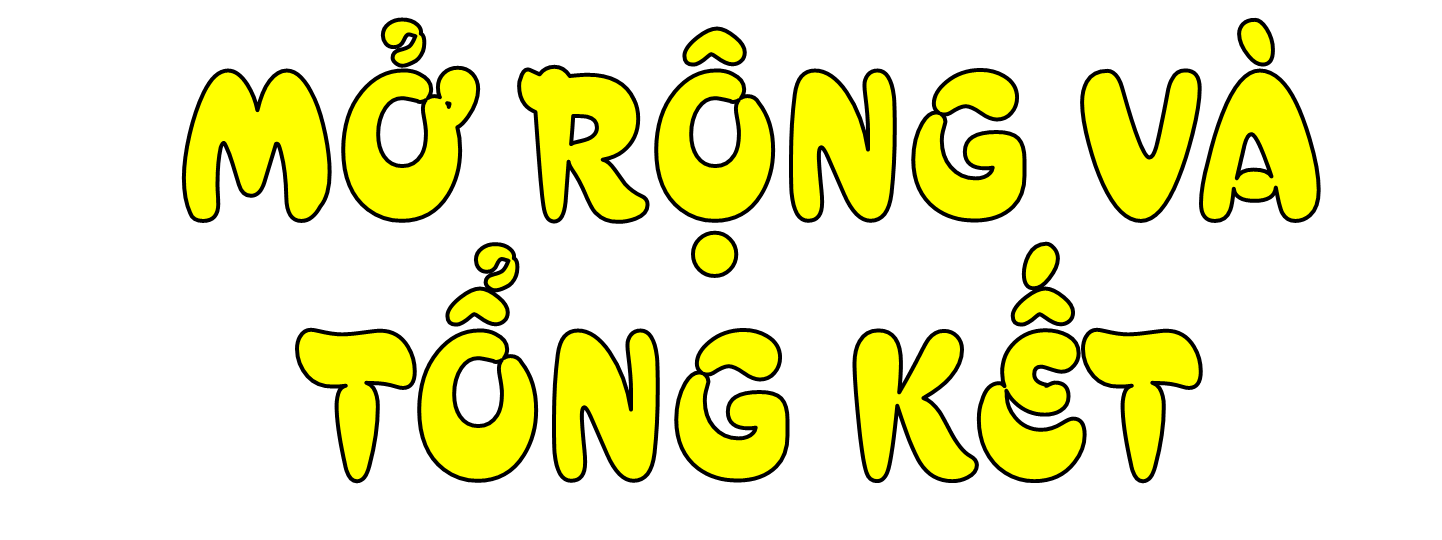 MỞ RỘNG VÀ
TỔNG KẾT